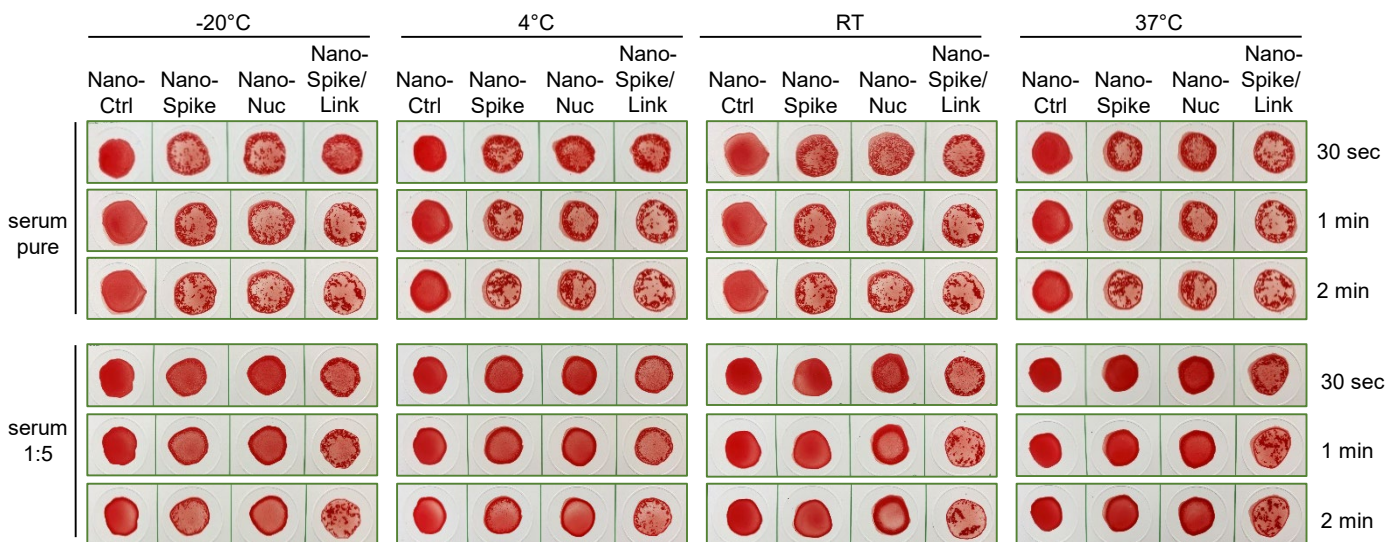 -20°C 4°C RT 37°C
Nano- Nano- Nano- Nano-
Nano- Nano- Nano- Spike/ Nano- Nano- Nano- Spike/ Nano- Nano- Nano- Spike/ Nano- Nano- Nano- Spike/
Ctrl Spike Nuc Link Ctrl Spike Nuc Link Ctrl Spike Nuc Link Ctrl Spike Nuc Link
30 sec
serum
pure
1 min
2 min
30 sec
serum
1:5
1 min
2 min